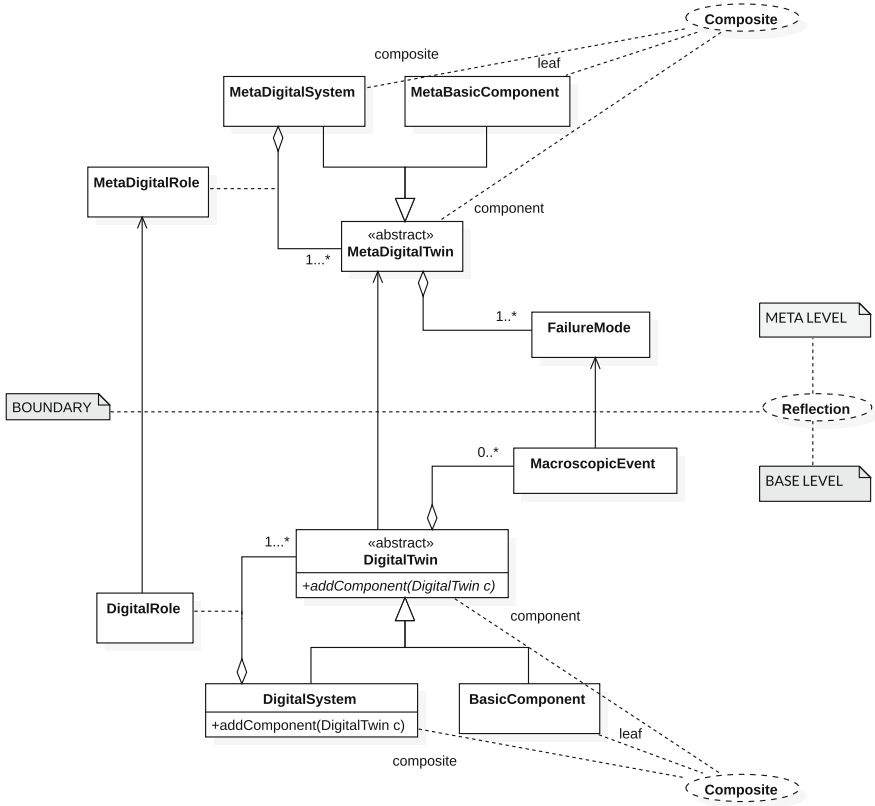 Composite
composite
leaf
MetaDigitalSystem
MetaBasicComponent
MetaDigitalRole
component
«abstract»
MetaDigitalTwin
1...*
1..*
FailureMode
META LEVEL
BOUNDARY
Reflection
0..*
MacroscopicEvent
BASE LEVEL
1...*
«abstract»
DigitalTwin
+addComponent(DigitalTwin c)
DigitalRole
component
DigitalSystem
+addComponent(DigitalTwin c)
BasicComponent
leaf
composite
Composite